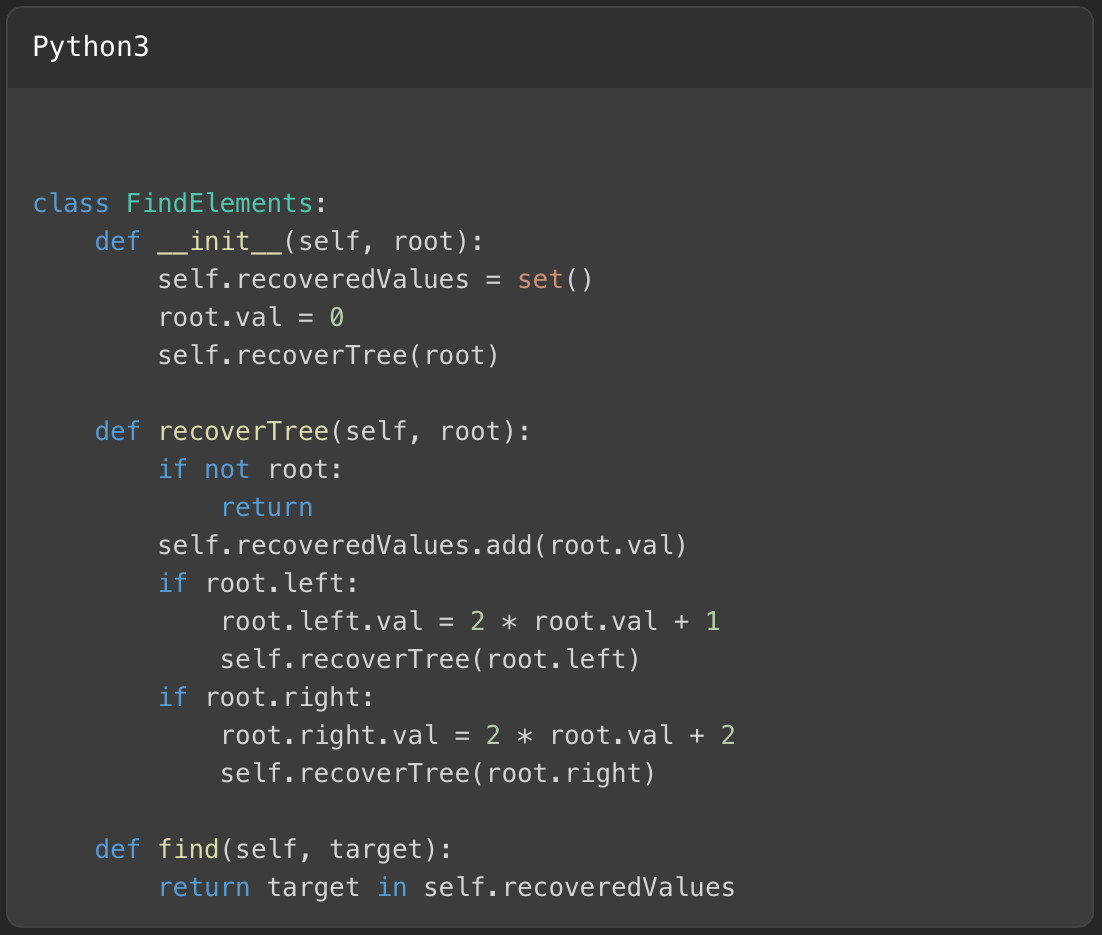 Python3
class FindElements:
    def __init__(self, root):
        self.recoveredValues = set()
        root.val = 0
        self.recoverTree(root)
    def recoverTree(self, root):
        if not root:
            return
        self.recoveredValues.add(root.val)
        if root.left:
            root.left.val = 2 * root.val + 1
            self.recoverTree(root.left)
        if root.right:
            root.right.val = 2 * root.val + 2
            self.recoverTree(root.right)
    def find(self, target):
        return target in self.recoveredValues